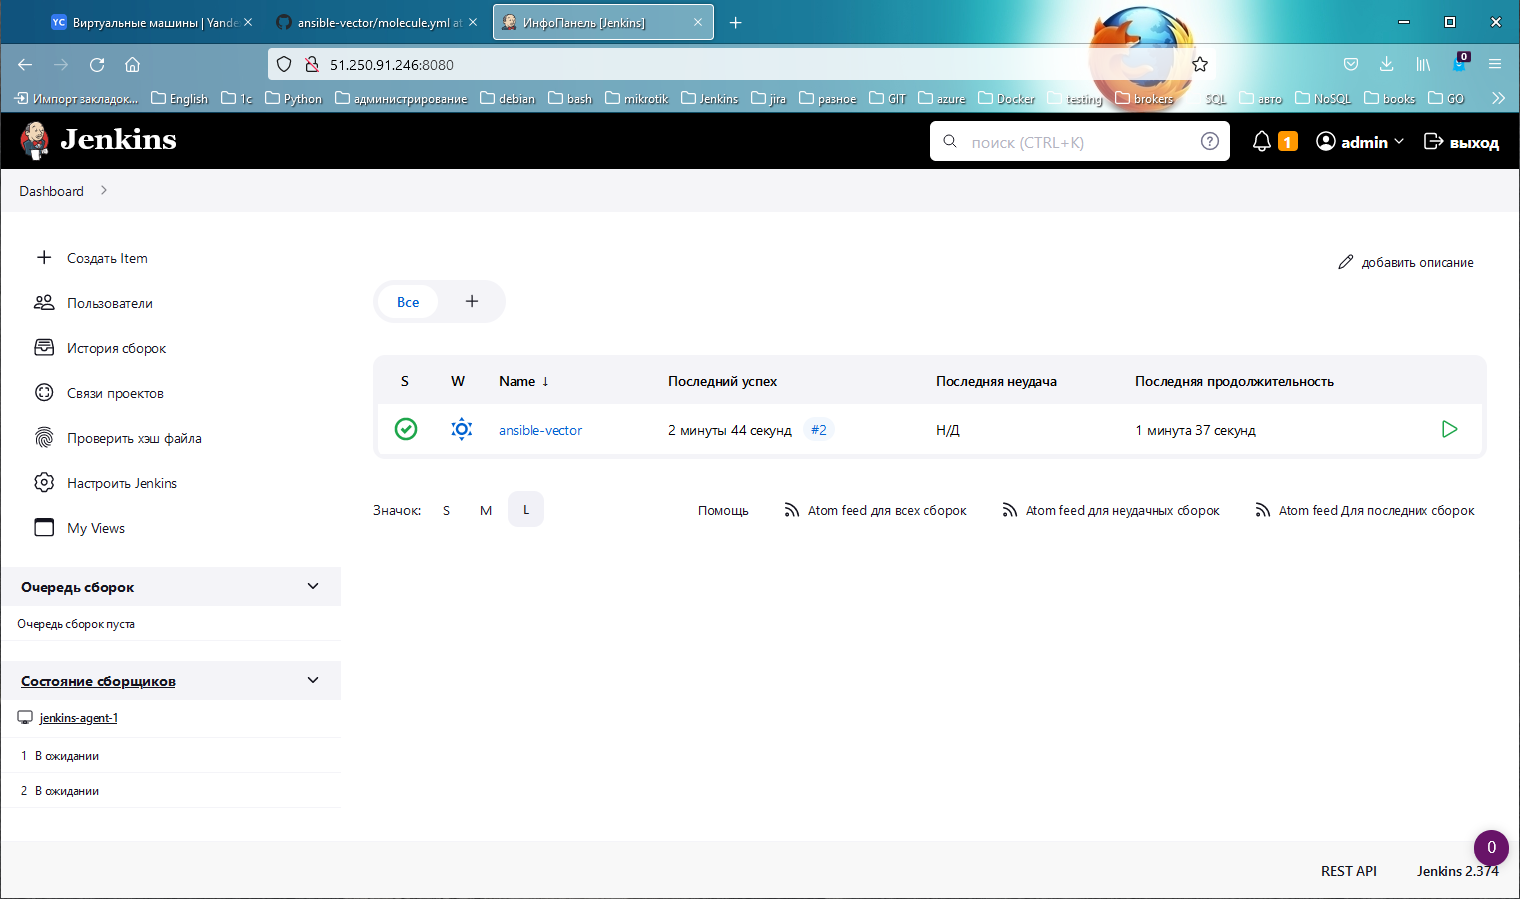 YC Виртуальные машины | Yande
ansible-vector/molecule.yml at
ИнфоПанель [Jenkins]
51.250.91.246:8080
0
Импорт закладок... English 1c Python администрирование debian bash mikrotik Jenkins jira разное GIT azure Docker testing brokers SQL авто NoSQL books GO
Jenkins
поиск (CTRL+K)
1
admin
выход
Dashboard
Создать Item
Пользователи
История сборок
Связи проектов
Проверить хэш файла
Настроить Jenkins
My Views
Очередь сборок
Очередь сборок пуста
Состояние сборщиков
jenkins-agent-1
1 В ожидании
2 В ожидании
добавить описание
Все +
S W Name ↓ Последний успех Последняя неудача Последняя продолжительность
ansible-vector 2 минуты 44 секунд #2 Н/Д 1 минута 37 секунд
Значок: S M L Помощь Atom feed для всех сборок Atom feed для неудачных сборок Atom feed Для последних сборок
0
REST API Jenkins 2.374